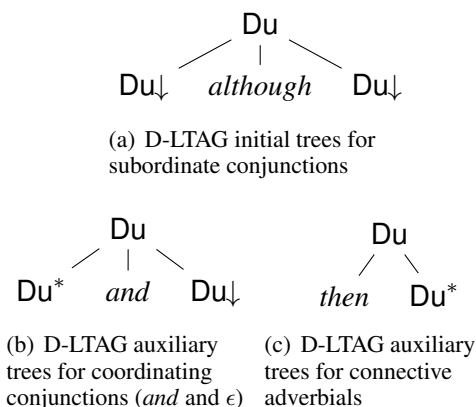 Du
Du↓ although Du↓
(a) D-LTAG initial trees for
subordinate conjunctions
Du
Du* and Du↓
(b) D-LTAG auxiliary
trees for coordinating
conjunctions (and and ϵ)
Du
then Du*
(c) D-LTAG auxiliary
trees for connective
adverbials